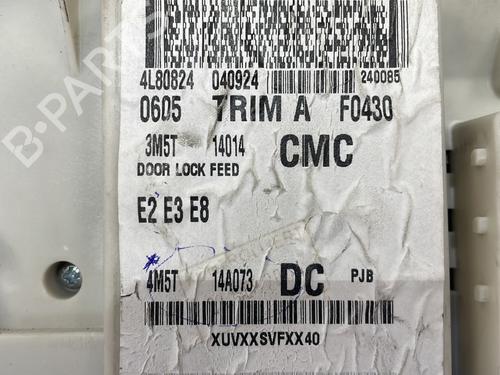 4L80824 040924 240085
0605 TRIM A F0430
3M5T 14014 CMC
DOOR LOCK FEED
E2 E3 E8
4M5T 14A073 DC PJB
XUVXXSVFXX40